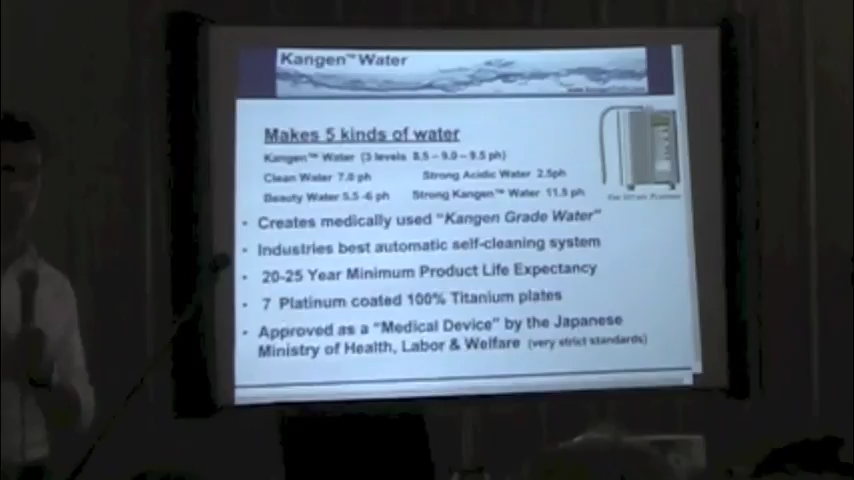 Kangen™ Water
Makes 5 kinds of water
Kangen™ Water (3 levels 8.5 – 9.0 – 9.5 ph)
Clean Water 7.0 ph Strong Acidic Water 2.5ph
Beauty Water 5.5 -6 ph Strong Kangen™ Water 11.5 ph
• Creates medically used "Kangen Grade Water"
• Industries best automatic self-cleaning system
• 20-25 Year Minimum Product Life Expectancy
• 7 Platinum coated 100% Titanium plates
• Approved as a "Medical Device" by the Japanese
Ministry of Health, Labor & Welfare (very strict standards)